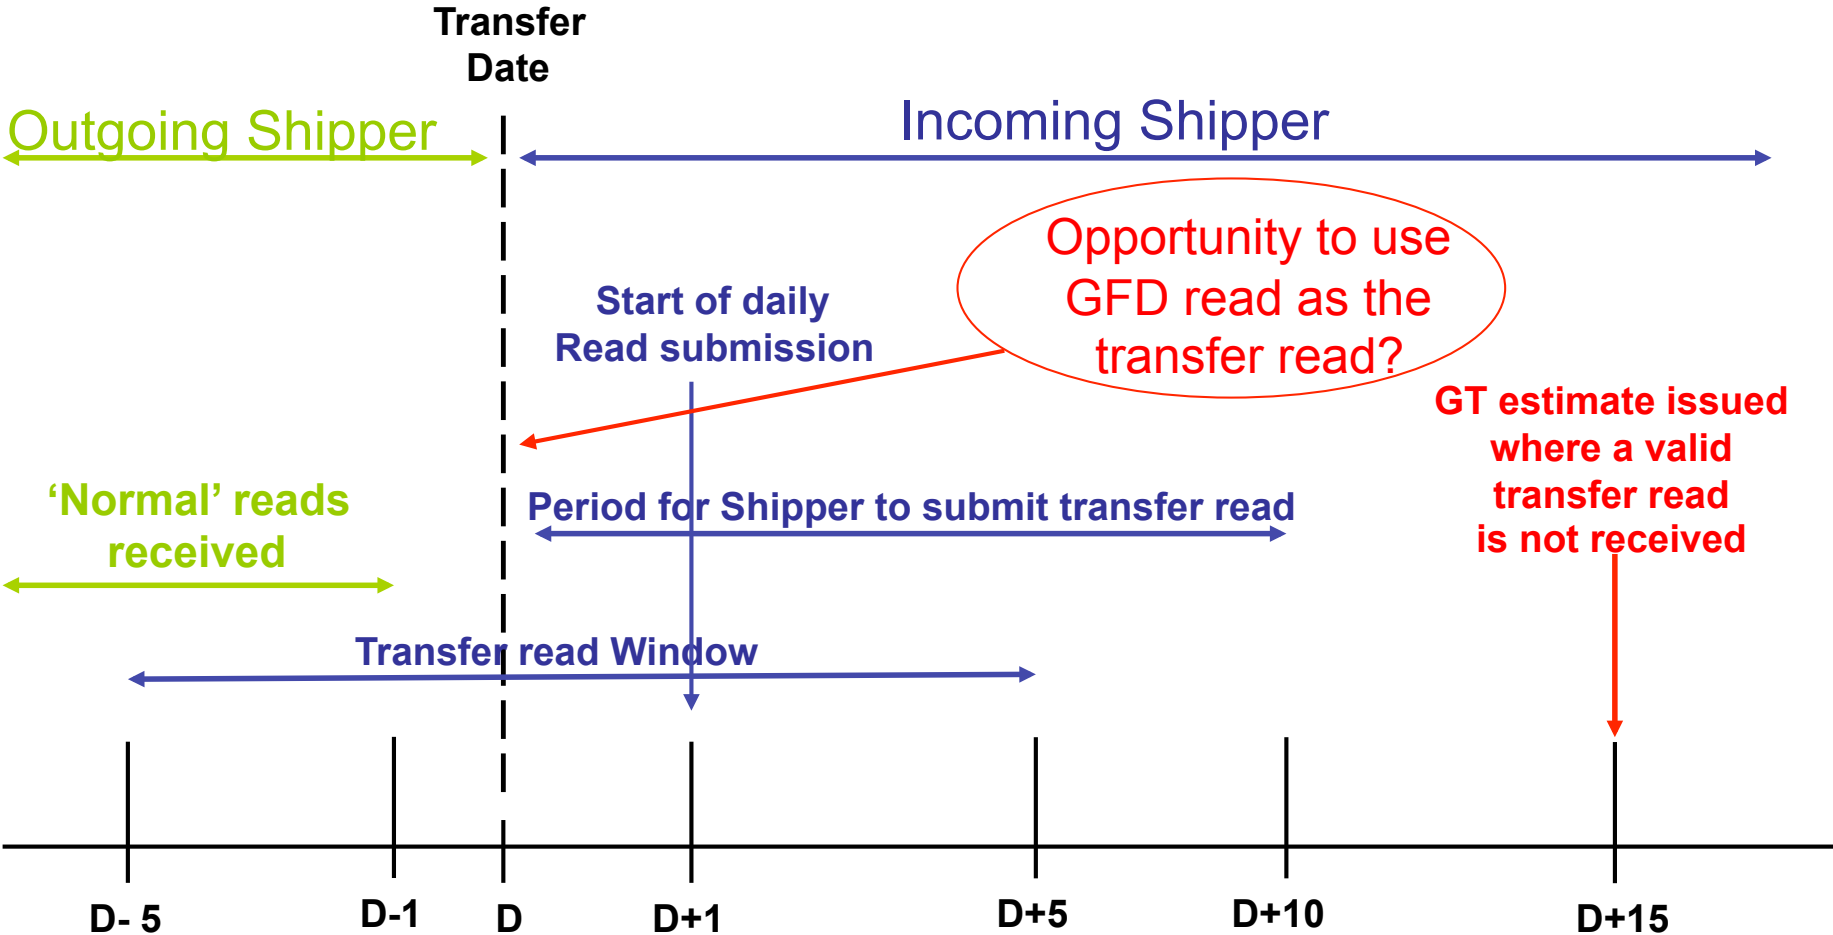 Transfer
Date
Outgoing Shipper
Incoming Shipper
Opportunity to use
GFD read as the
transfer read?
Start of daily
Read submission
GT estimate issued
where a valid
transfer read
is not received
‘Normal’ reads
received
Period for Shipper to submit transfer read
Transfer read Window
D- 5
D-1
D
D+1
D+5
D+10
D+15